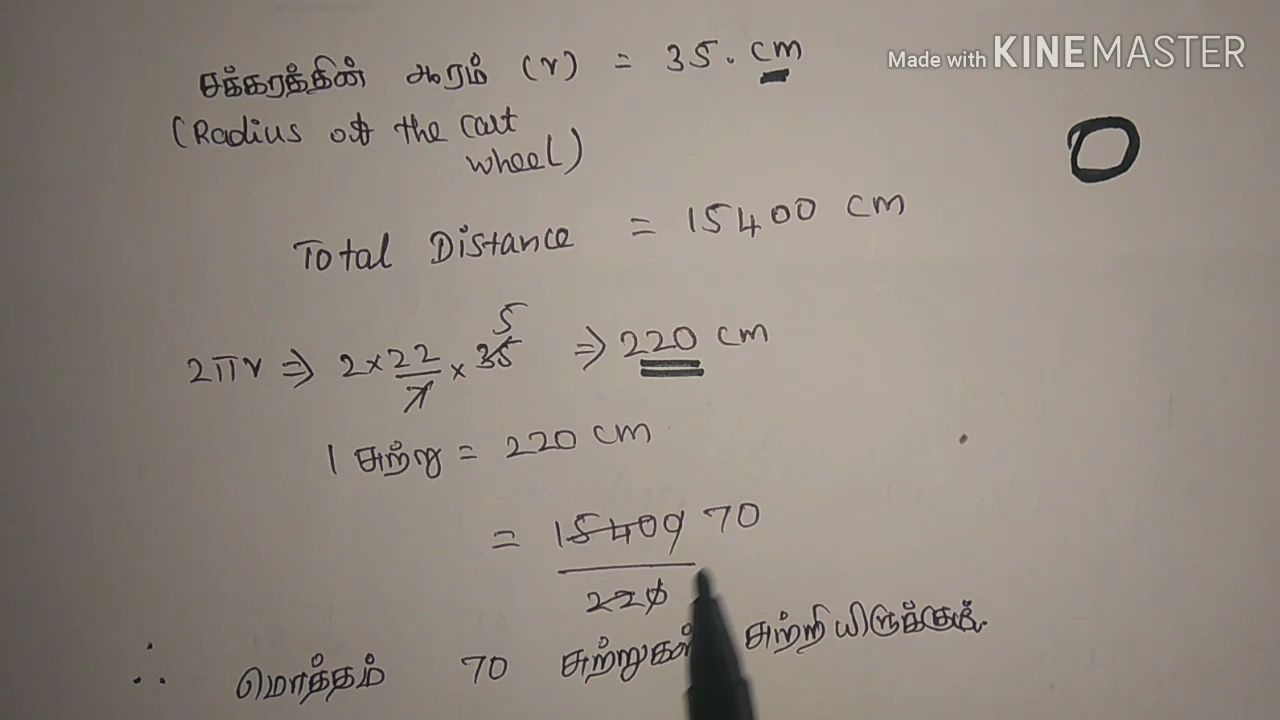 Made with KINEMASTER
சக்கரத்தின் ஆரம் (r) = 35. cm
(Radius of the cart
wheel)
Total Distance = 15400 cm
5
2πr ⇒ 2 × 22/7 × 35 ⇒ 220 cm
1 சுற்று = 220 cm
= 15400/220 70
∴ மொத்தம் 70 சுற்றுகள் சுற்றியிருக்கும்